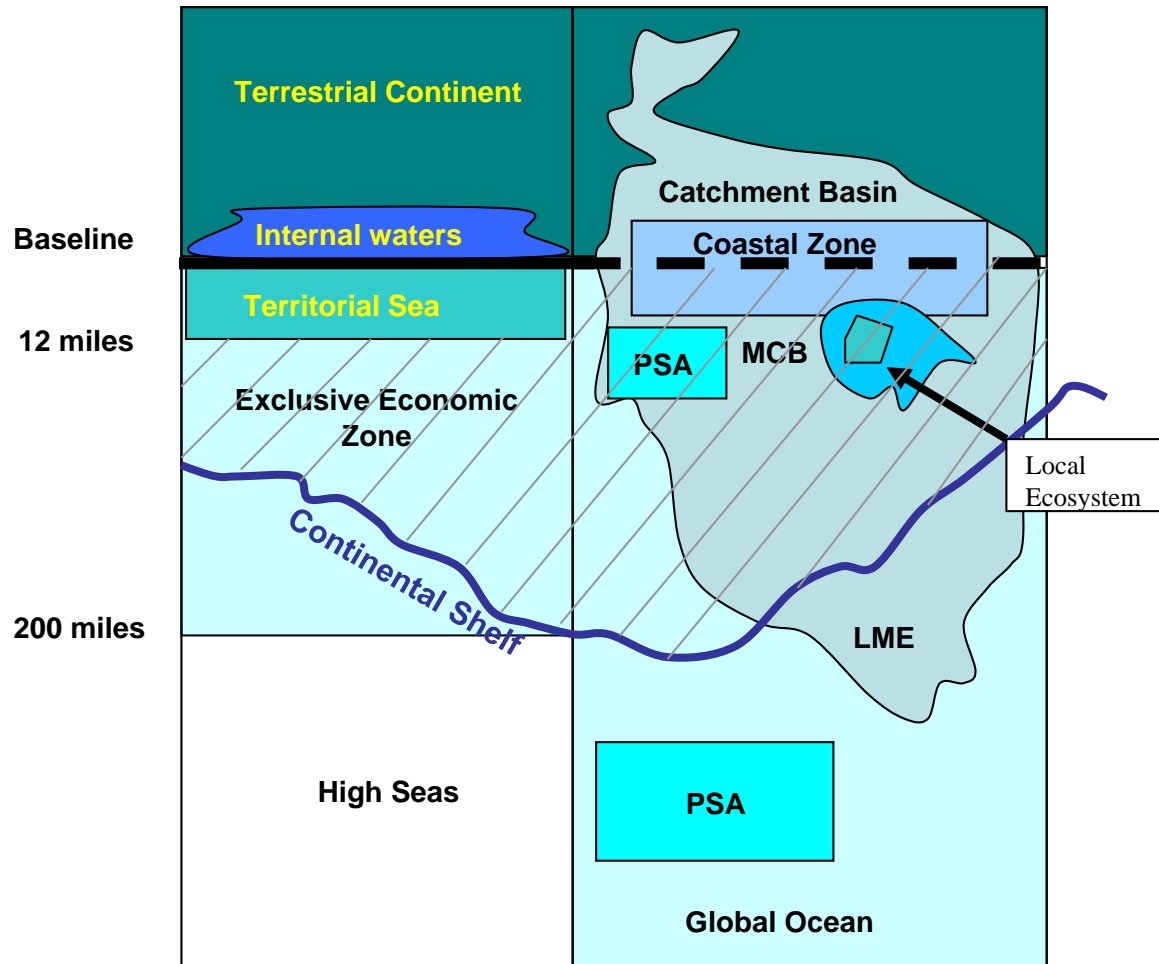 Terrestrial Continent
Catchment Basin
Baseline
Internal waters
Coastal Zone
Territorial Sea
12 miles
PSA
MCB
Exclusive Economic
Zone
Local
Ecosystem
Continental Shelf
200 miles
LME
High Seas
PSA
Global Ocean